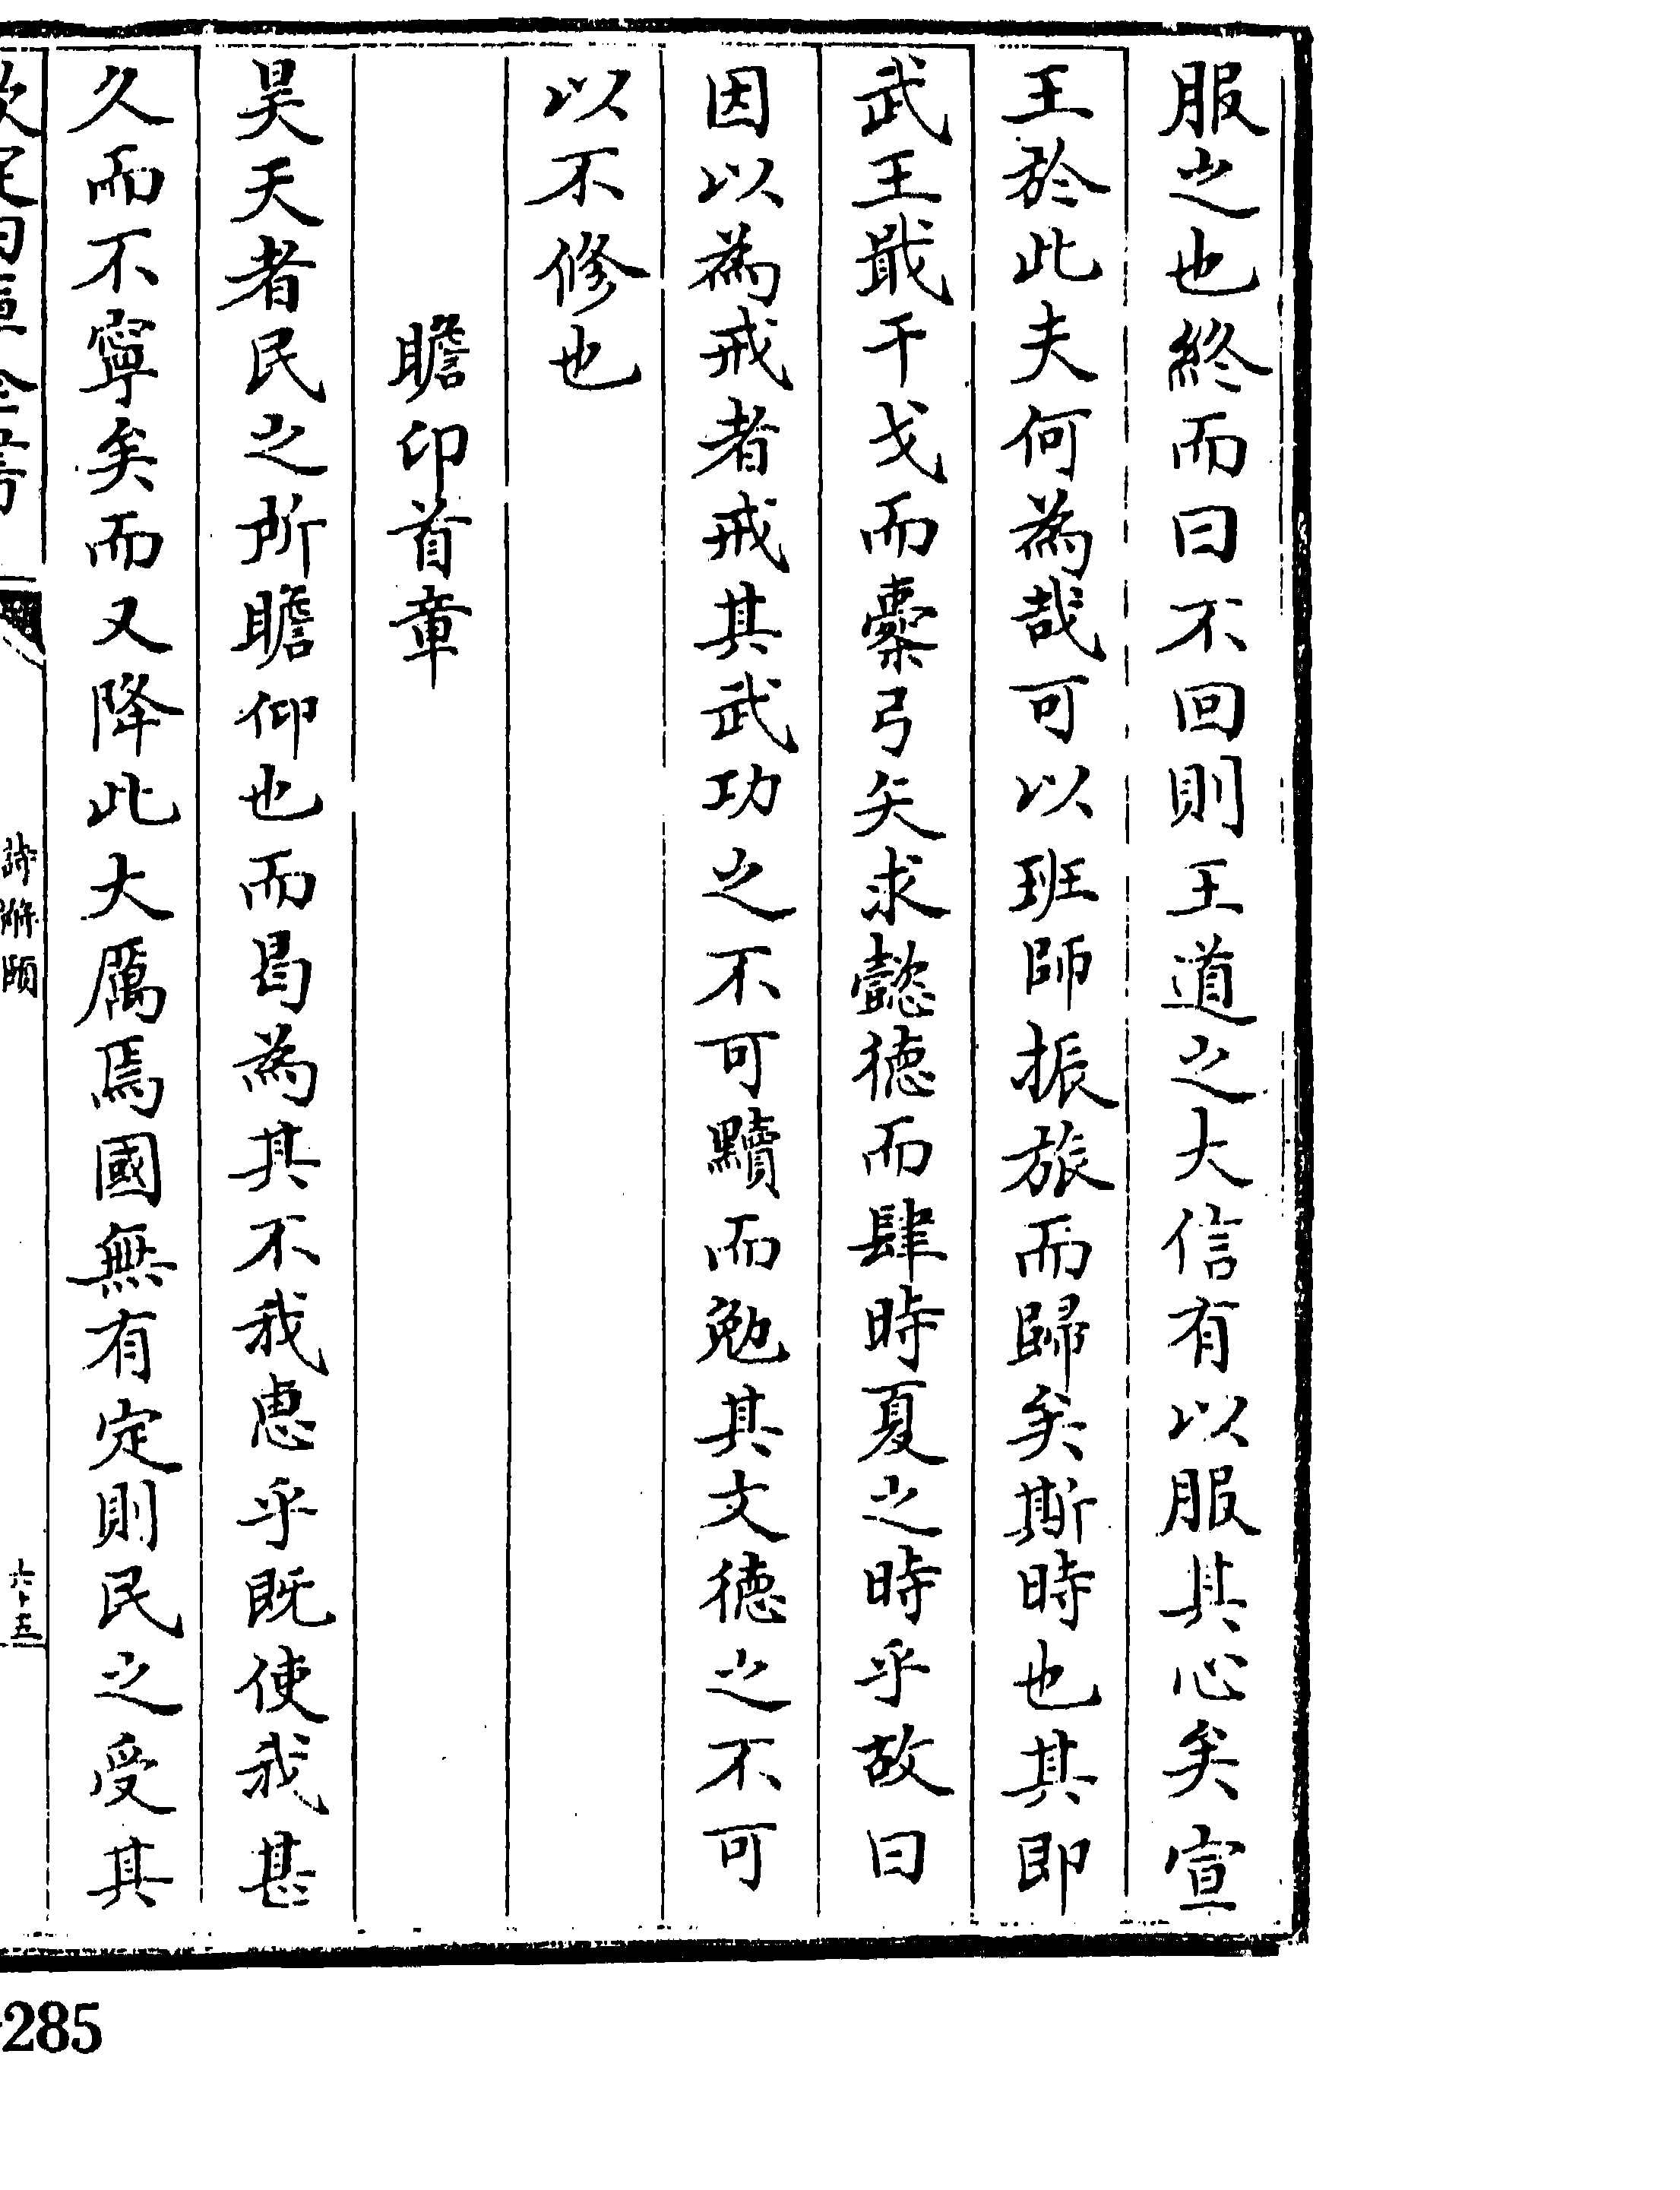 服之也終而曰不回則王道之大信有以服其心矣宣
王於此夫何為哉可以班師振旅而歸矣斯時也其即
武王戢干戈而櫜弓矢求懿德而肆時夏之時乎故曰
因以為戒者戒其武功之不可黷而勉其文德之不可
以不修也
瞻卬首章
昊天者民之所瞻仰也而曷為其不我惠乎既使我甚
久而不寧矣而又降此大厲焉國無有定則民之受其
詩解頤
六十五
285